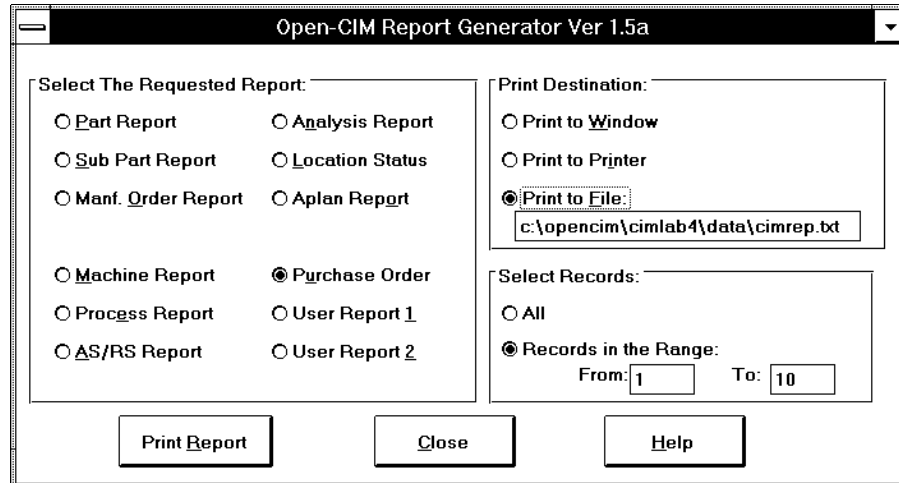 Open-CIM Report Generator Ver 1.5a
Select The Requested Report:
Part Report
Analysis Report
Sub Part Report
Location Status
Manf. Order Report
Aplan Report
Machine Report
Purchase Order
Process Report
User Report 1
AS/RS Report
User Report 2
Print Destination:
Print to Window
Print to Printer
Print to File:
c:\opencim\cimlab4\data\cimrep.txt
Select Records:
All
Records in the Range:
From: 1 To: 10
Print Report
Close
Help